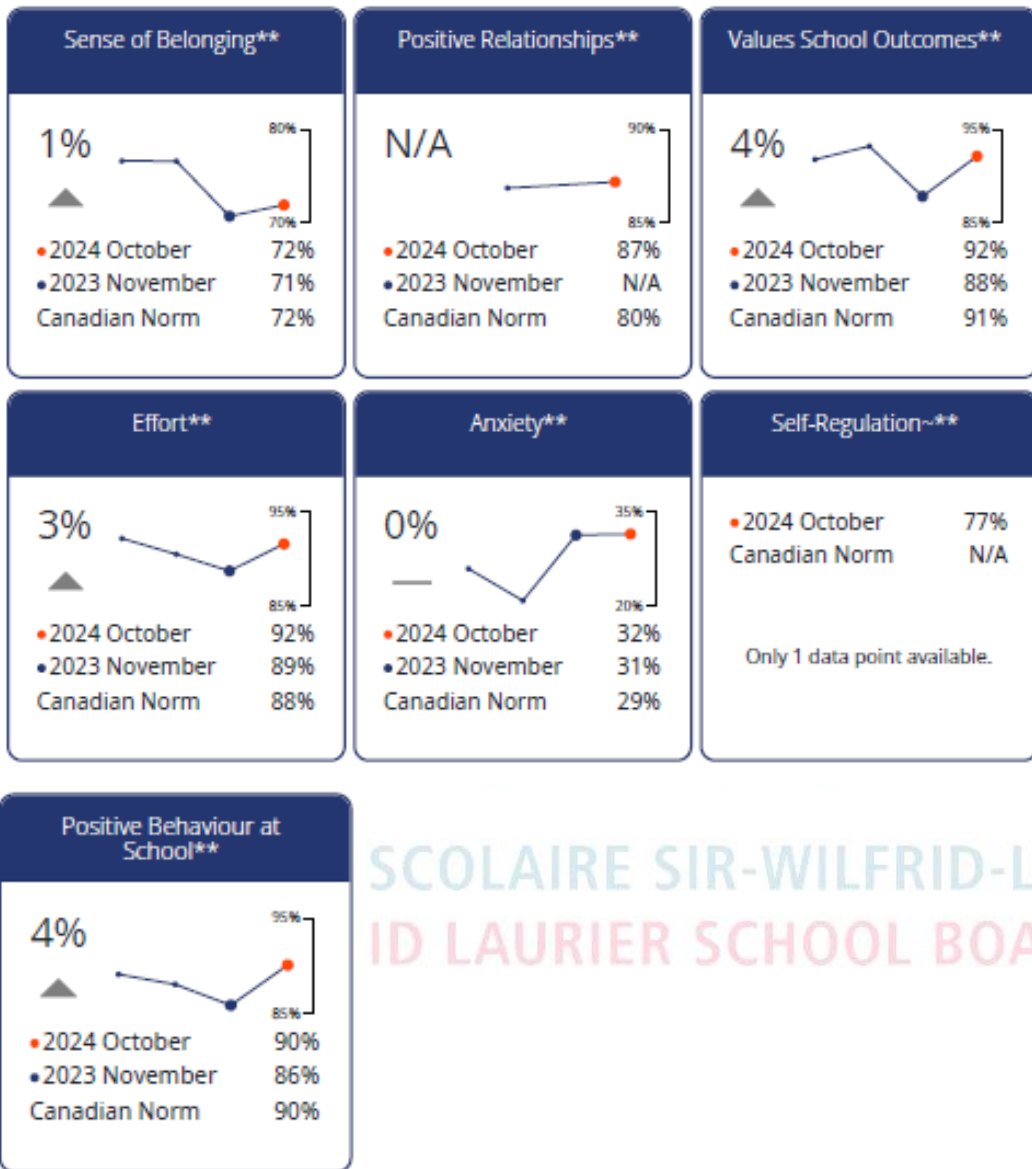 Sense of Belonging**
1%
80%
70%
•2024 October 72%
•2023 November 71%
Canadian Norm 72%
Positive Relationships**
N/A
90%
85%
•2024 October 87%
•2023 November N/A
Canadian Norm 80%
Values School Outcomes**
4%
95%
85%
•2024 October 92%
•2023 November 88%
Canadian Norm 91%
Effort**
3%
95%
85%
•2024 October 92%
•2023 November 89%
Canadian Norm 88%
Anxiety**
0%
35%
20%
•2024 October 32%
•2023 November 31%
Canadian Norm 29%
Self-Regulation~**
•2024 October 77%
Canadian Norm N/A
Only 1 data point available.
Positive Behaviour at
School**
4%
95%
85%
•2024 October 90%
•2023 November 86%
Canadian Norm 90%
SCOLAIRE SIR-WILFRID-L
ID LAURIER SCHOOL BOA